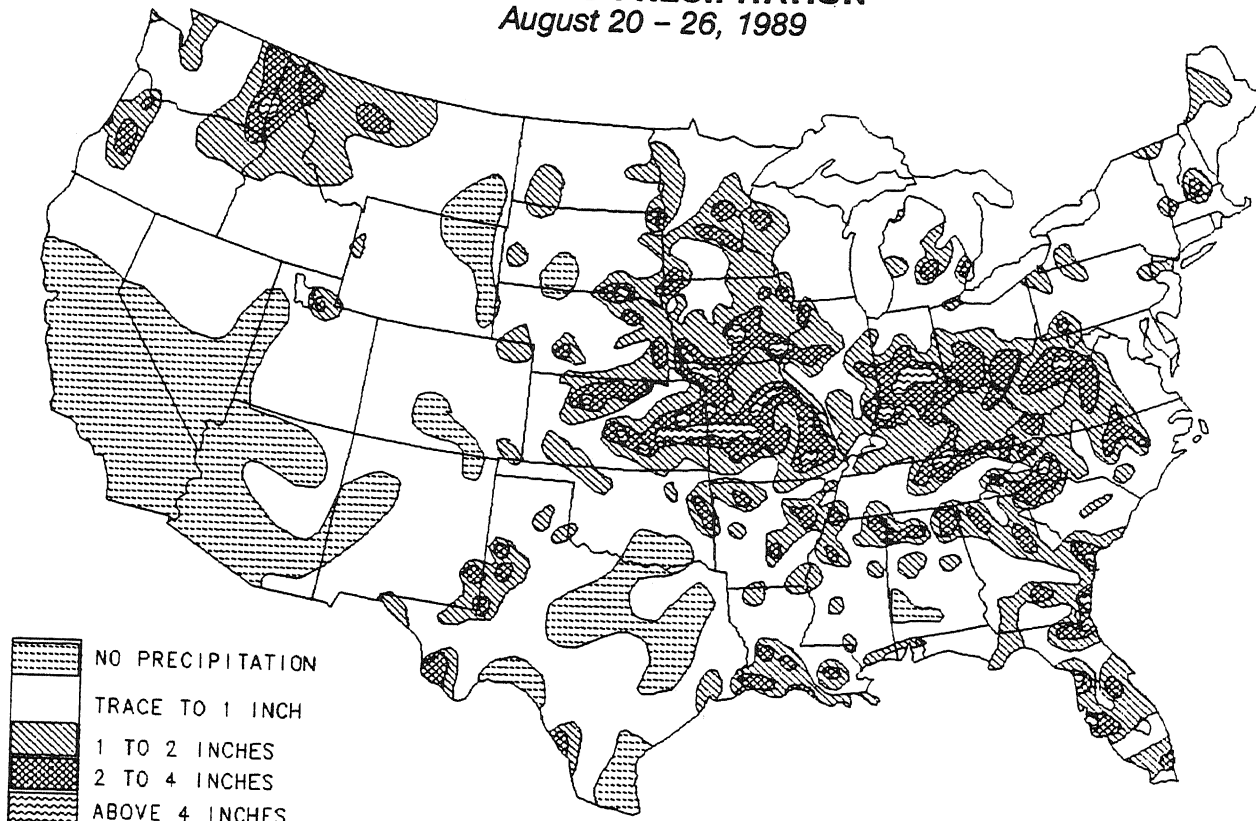 August 20 – 26, 1989
NO PRECIPITATION
TRACE TO 1 INCH
1 TO 2 INCHES
2 TO 4 INCHES
ABOVE 4 INCHES